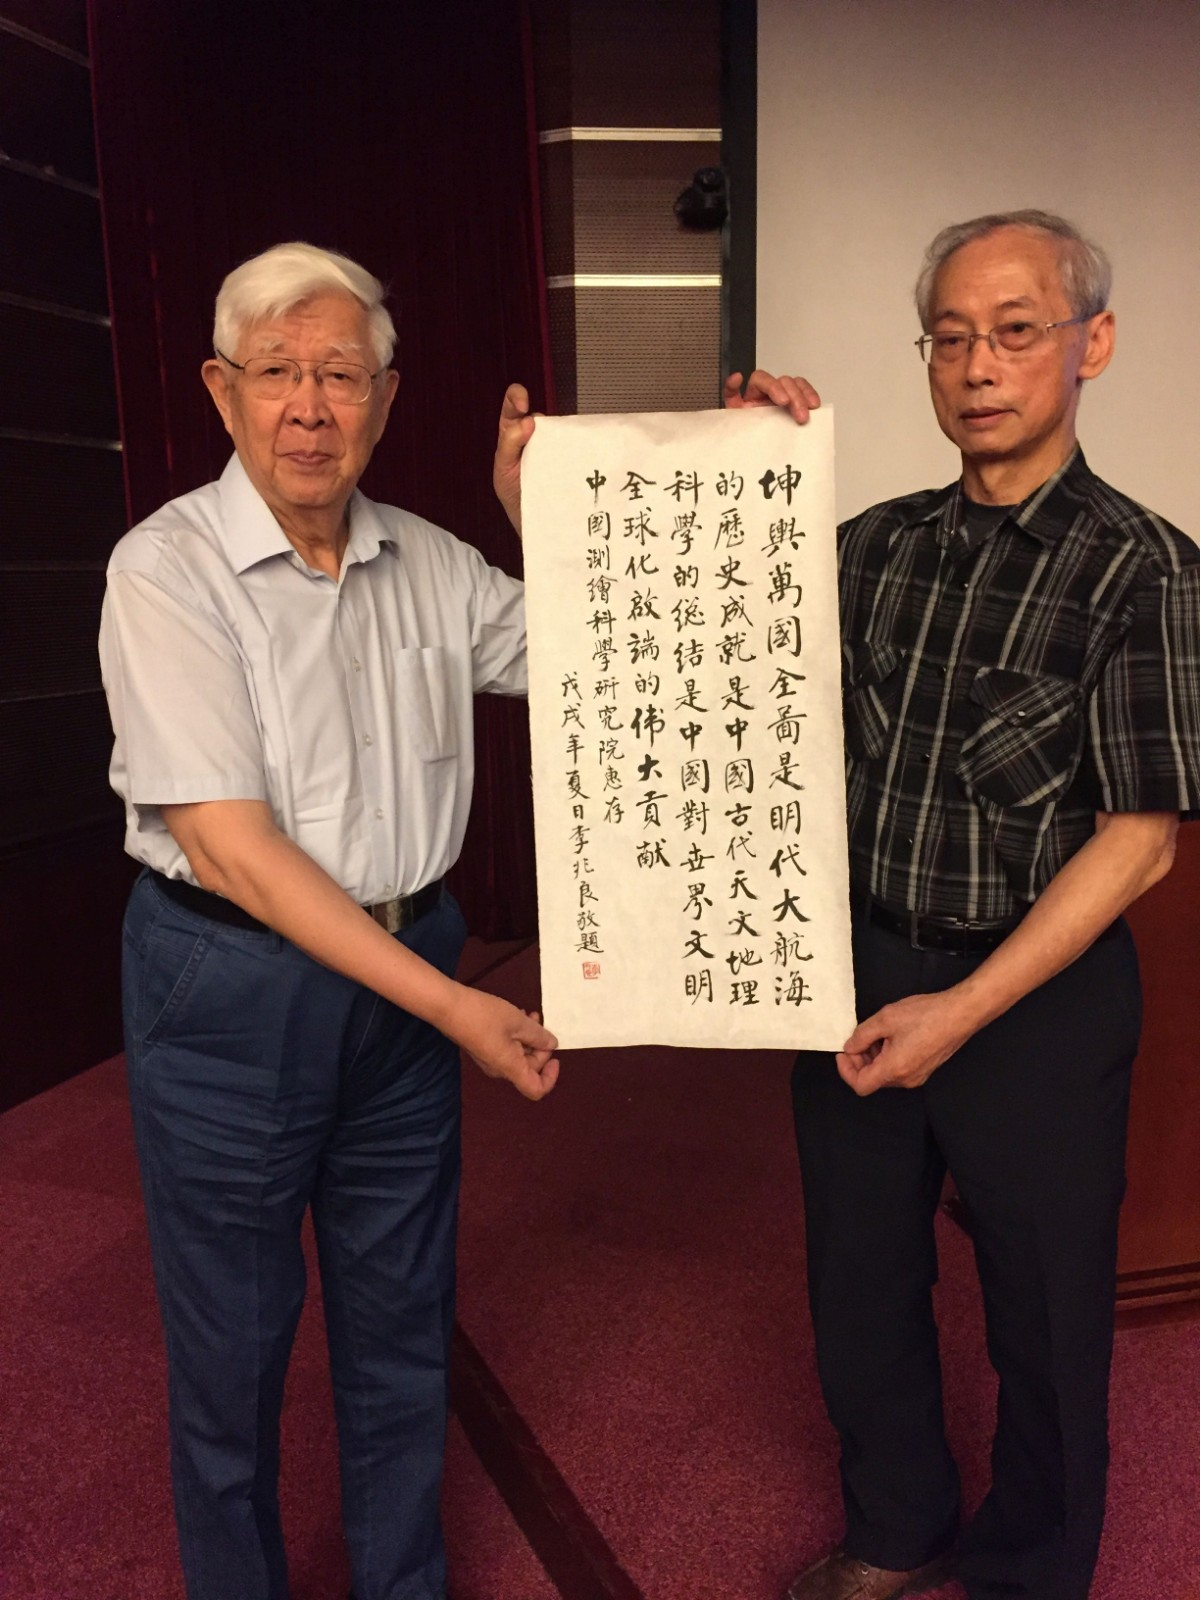 坤輿萬國全啚是明代大航海
的歷史成就是中國古代天文地理
科學的総结是中國對世界文明
全球化啟端的偉大貢献
中國測繪科學研究院惠存
戊戌年夏日李兆良敬題